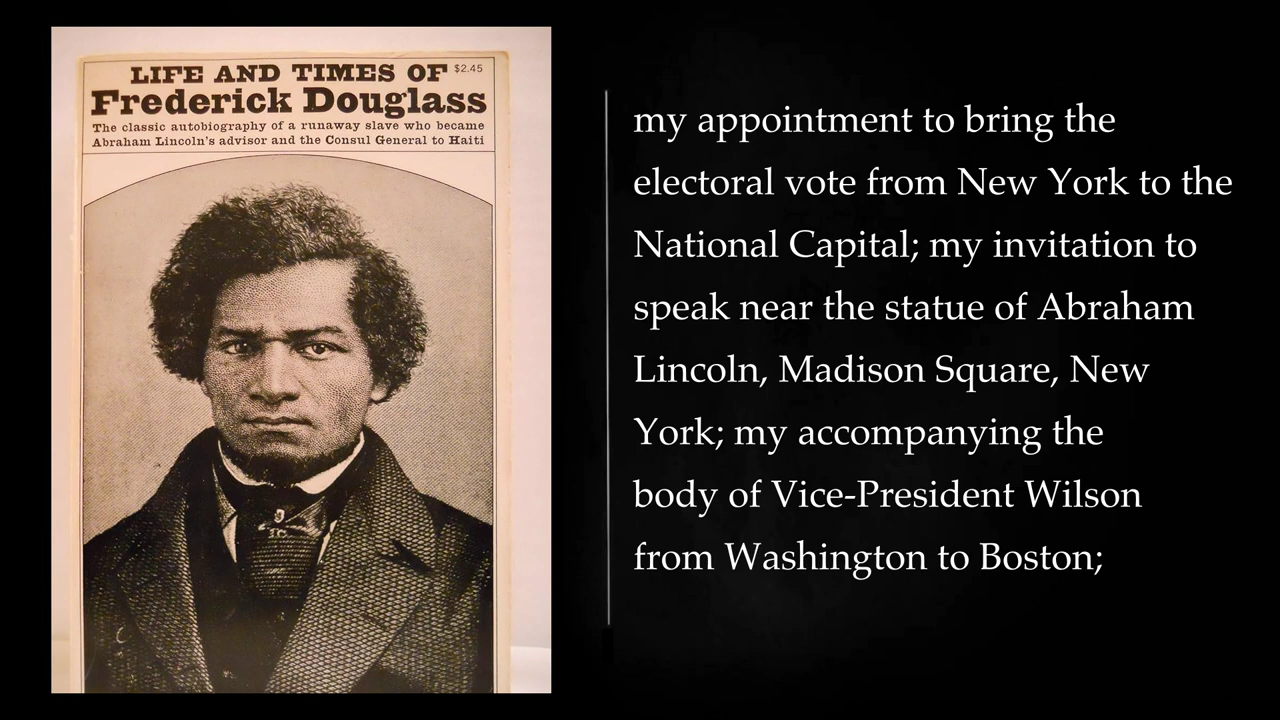 LIFE AND TIMES OF $2.45
Frederick Douglass
The classic autobiography of a runaway slave who became
Abraham Lincoln's advisor and the Consul General to Haiti
my appointment to bring the
electoral vote from New York to the
National Capital; my invitation to
speak near the statue of Abraham
Lincoln, Madison Square, New
York; my accompanying the
body of Vice-President Wilson
from Washington to Boston;